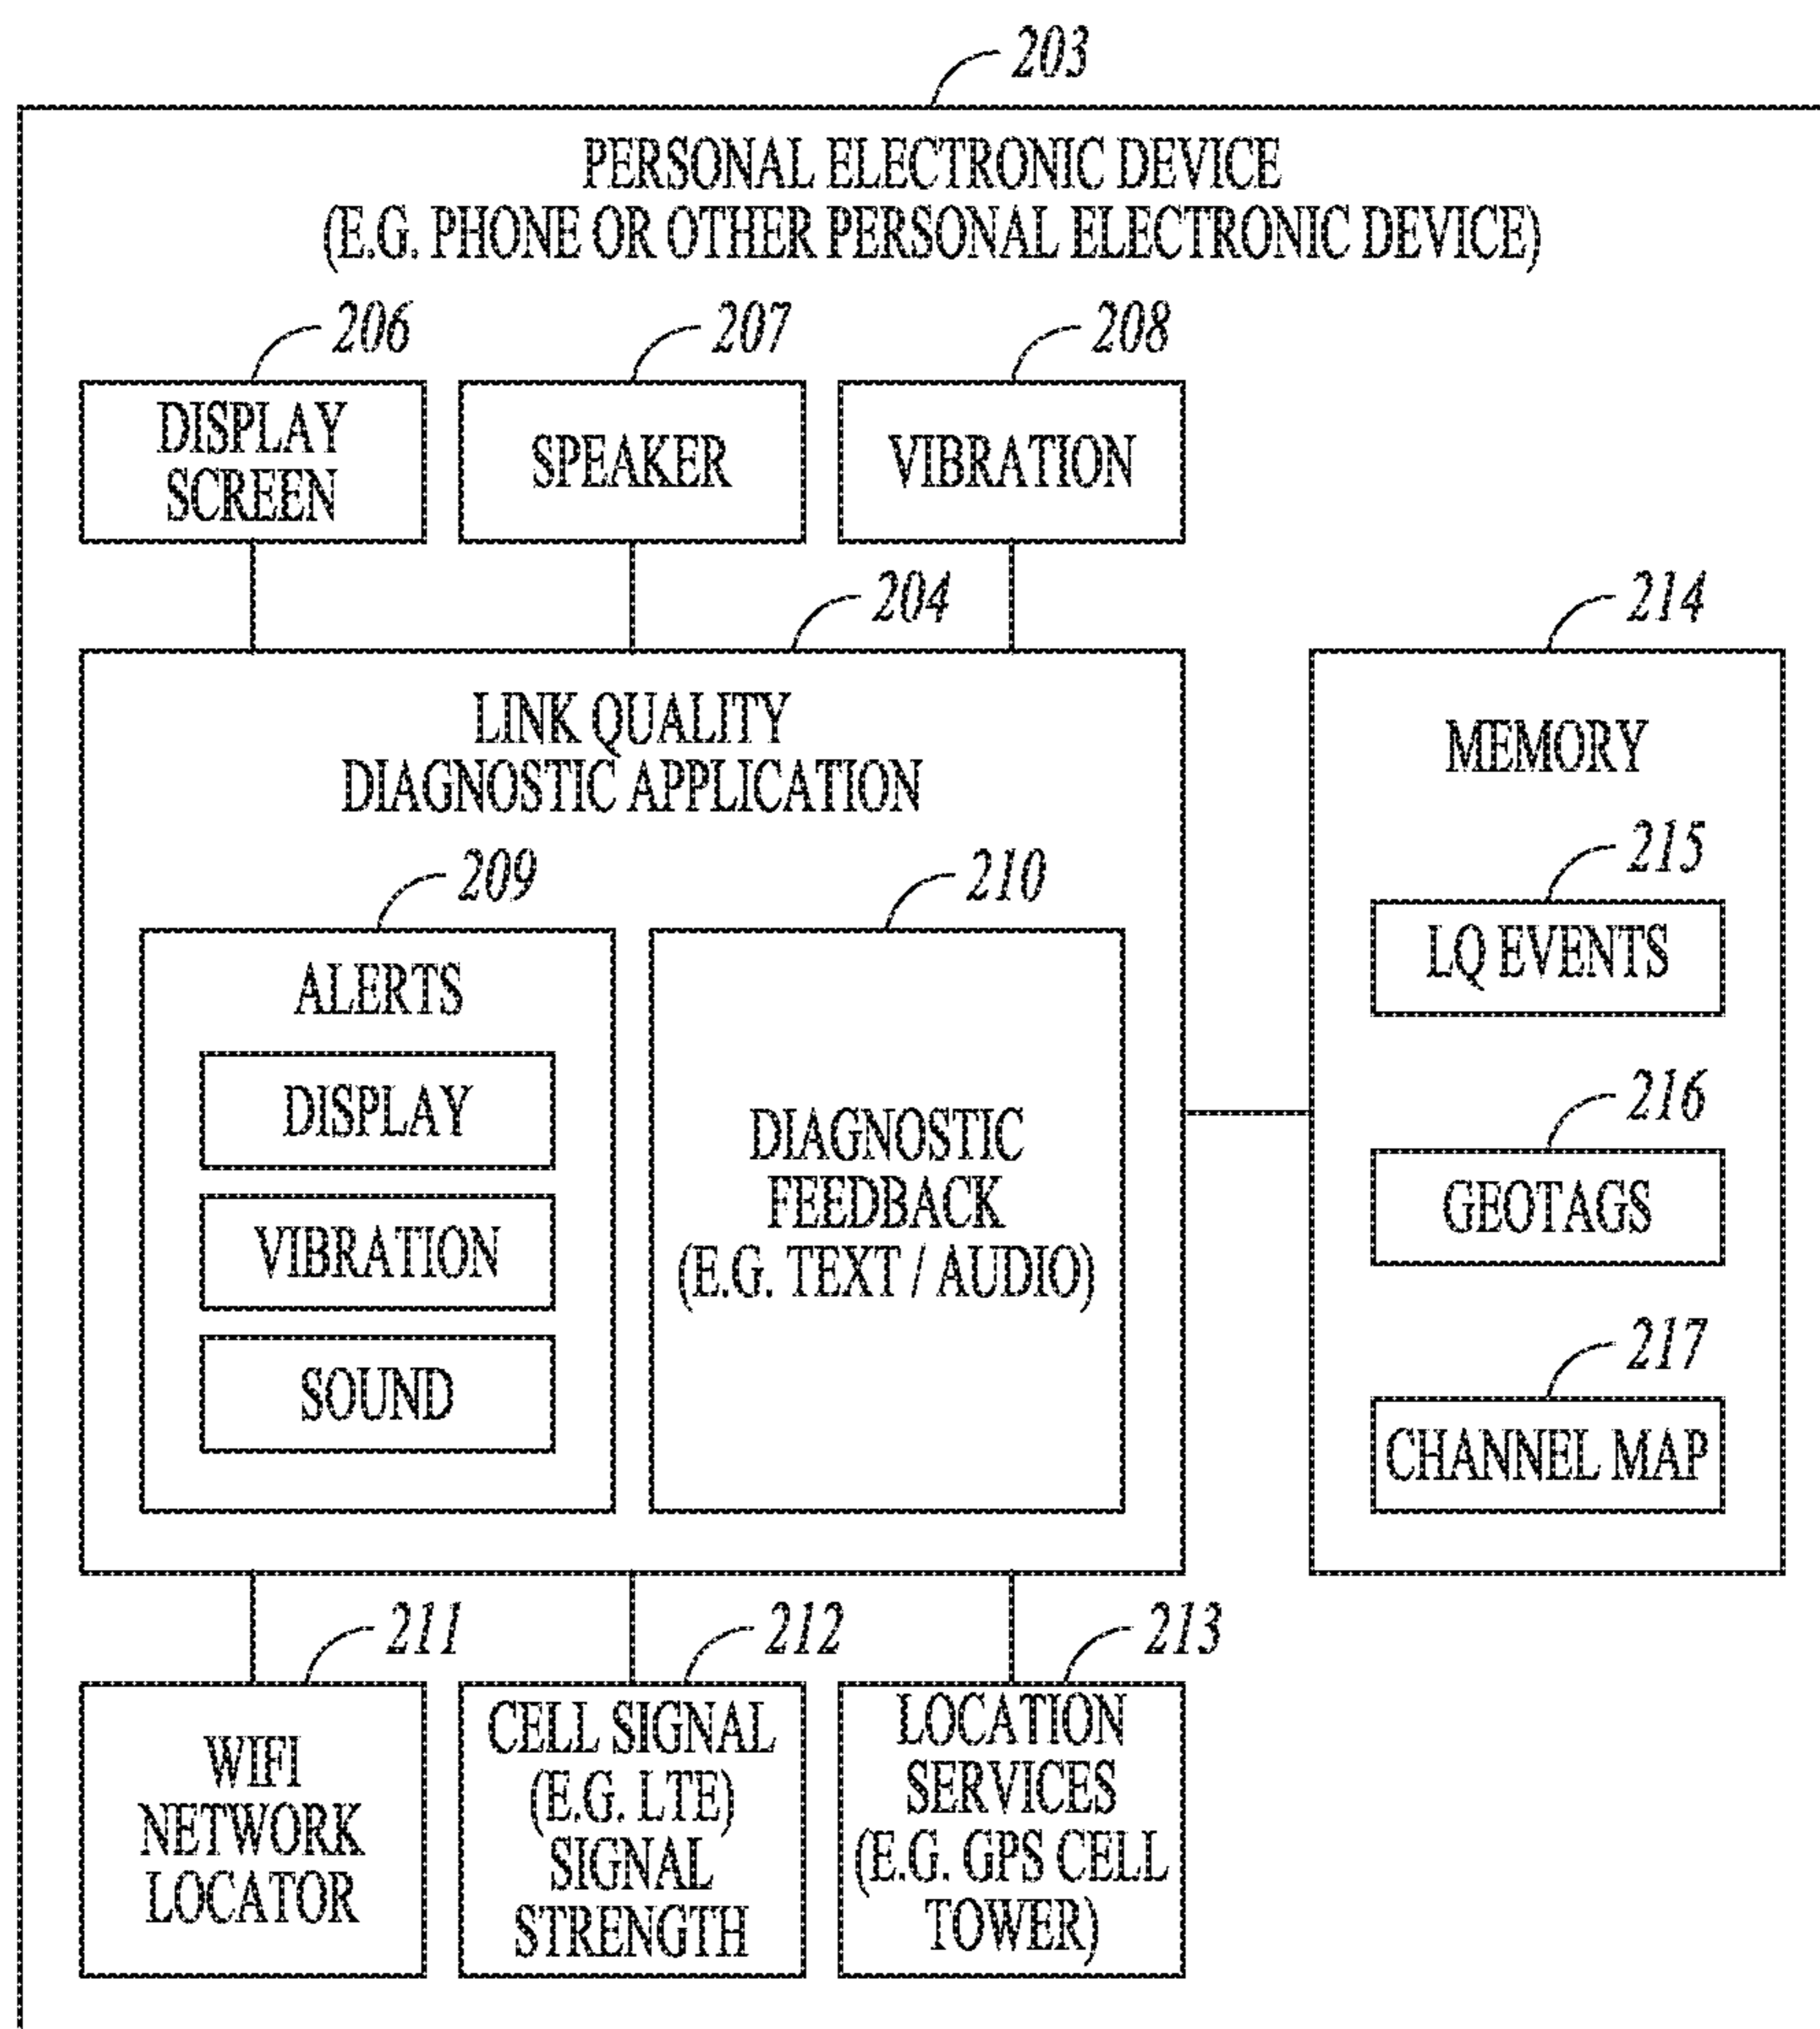 203
PERSONAL ELECTRONIC DEVICE
(E.G. PHONE OR OTHER PERSONAL ELECTRONIC DEVICE)
206
207
208
DISPLAY
SCREEN
SPEAKER
VIBRATION
204
214
LINK QUALITY
DIAGNOSTIC APPLICATION
209
210
ALERTS
DISPLAY
VIBRATION
SOUND
DIAGNOSTIC
FEEDBACK
(E.G. TEXT / AUDIO)
MEMORY
215
LQ EVENTS
216
GEOTAGS
217
CHANNEL MAP
211
212
213
WIFI
NETWORK
LOCATOR
CELL SIGNAL
(E.G. LTE)
SIGNAL
STRENGTH
LOCATION
SERVICES
(E.G. GPS CELL
TOWER)